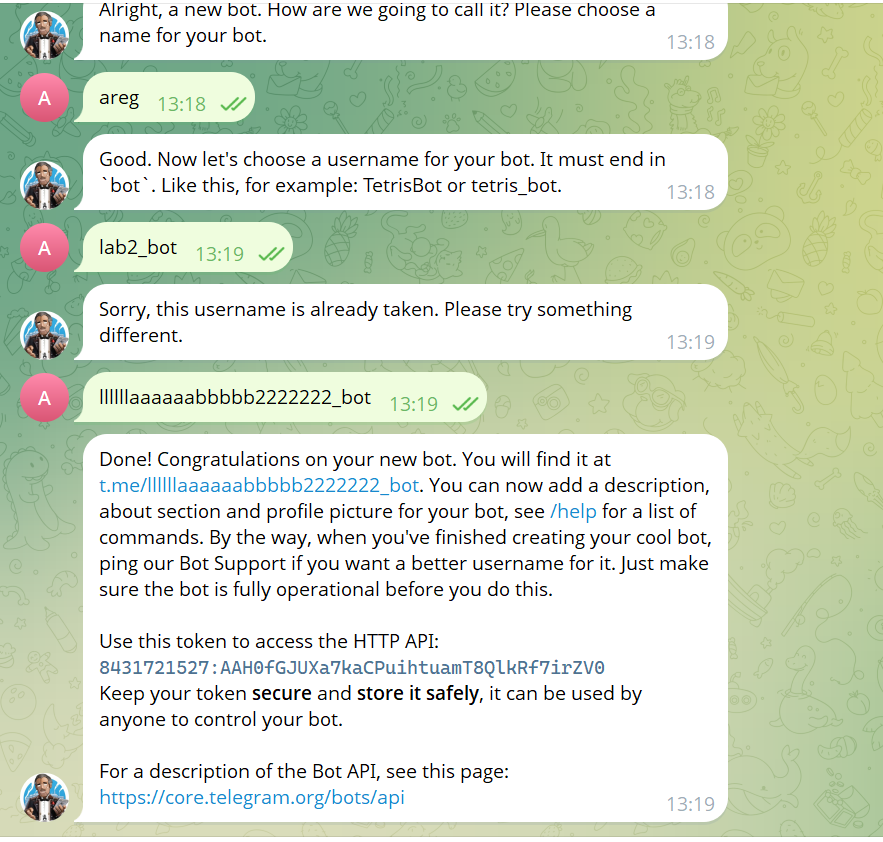 Alright, a new bot. How are we going to call it? Please choose a
name for your bot.
13:18
A
areg 13:18
Good. Now let's choose a username for your bot. It must end in
`bot`. Like this, for example: TetrisBot or tetris_bot.
13:18
A
lab2_bot 13:19
Sorry, this username is already taken. Please try something
different.
13:19
A
llllllaaaaaabbbbb2222222_bot 13:19
Done! Congratulations on your new bot. You will find it at
t.me/llllllaaaaaabbbbb2222222_bot. You can now add a description,
about section and profile picture for your bot, see /help for a list of
commands. By the way, when you've finished creating your cool bot,
ping our Bot Support if you want a better username for it. Just make
sure the bot is fully operational before you do this.
Use this token to access the HTTP API:
8431721527:AAH0fGJUXa7kaCPuihtuamT8QlkRf7irZV0
Keep your token secure and store it safely, it can be used by
anyone to control your bot.
For a description of the Bot API, see this page:
https://core.telegram.org/bots/api
13:19